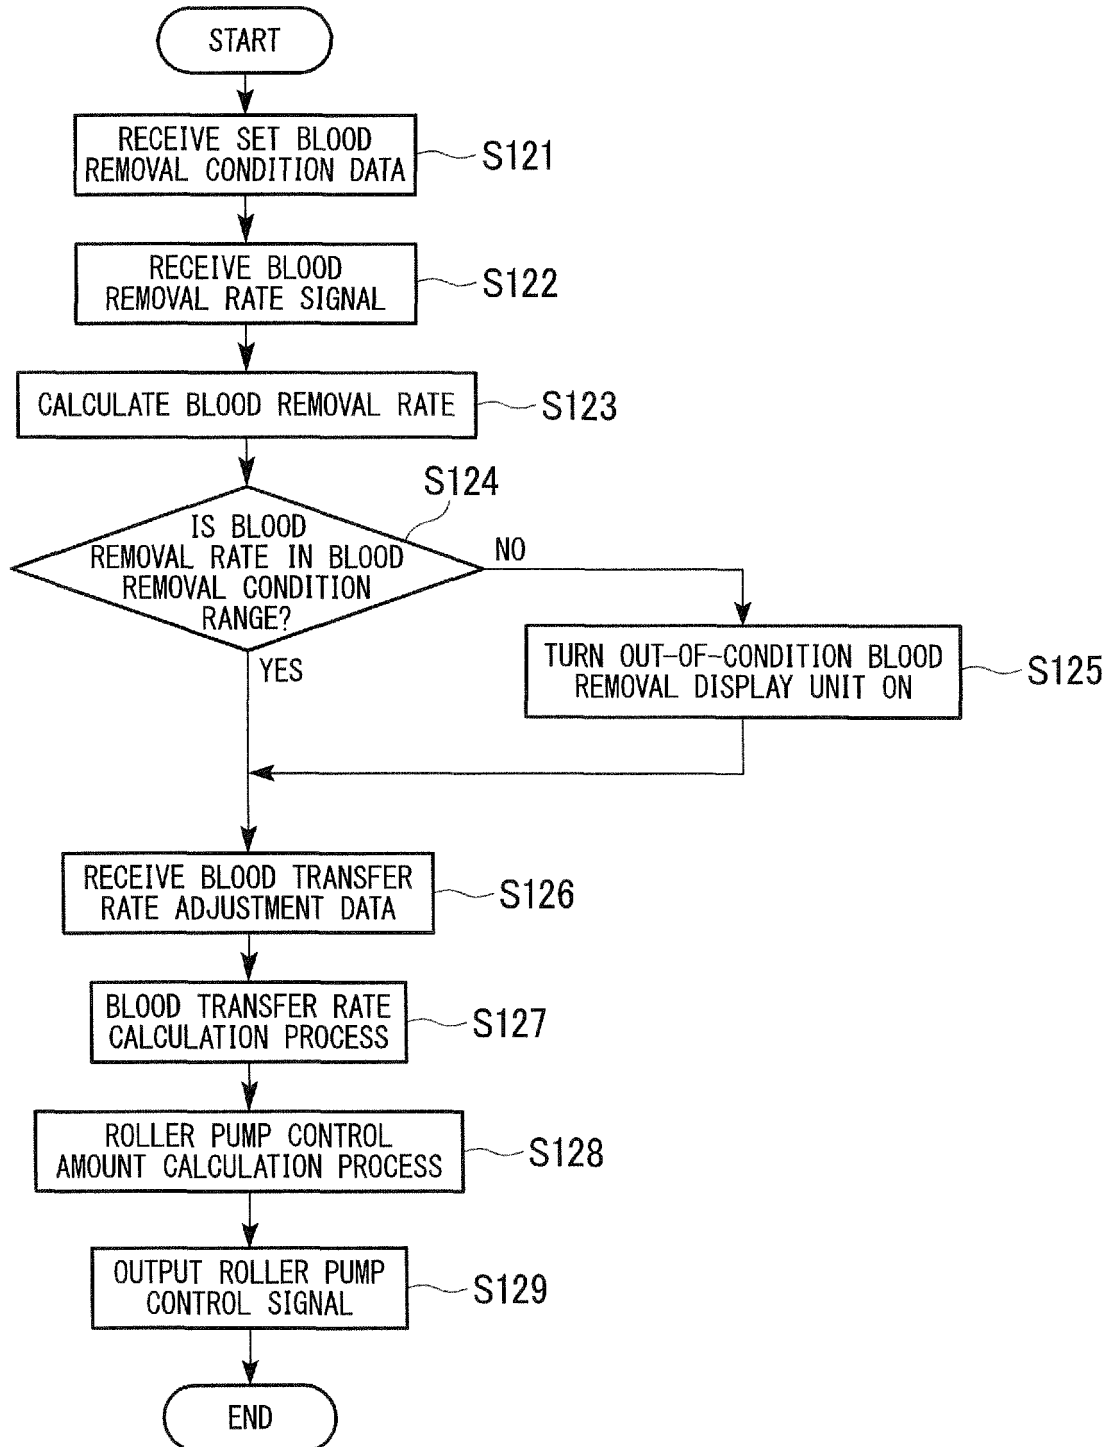 START
RECEIVE SET BLOOD
REMOVAL CONDITION DATA
S121
RECEIVE BLOOD
REMOVAL RATE SIGNAL
S122
CALCULATE BLOOD REMOVAL RATE
S123
S124
IS BLOOD
REMOVAL RATE IN BLOOD
REMOVAL CONDITION
RANGE?
NO
YES
TURN OUT-OF-CONDITION BLOOD
REMOVAL DISPLAY UNIT ON
S125
RECEIVE BLOOD TRANSFER
RATE ADJUSTMENT DATA
S126
BLOOD TRANSFER RATE
CALCULATION PROCESS
S127
ROLLER PUMP CONTROL
AMOUNT CALCULATION PROCESS
S128
OUTPUT ROLLER PUMP
CONTROL SIGNAL
S129
END